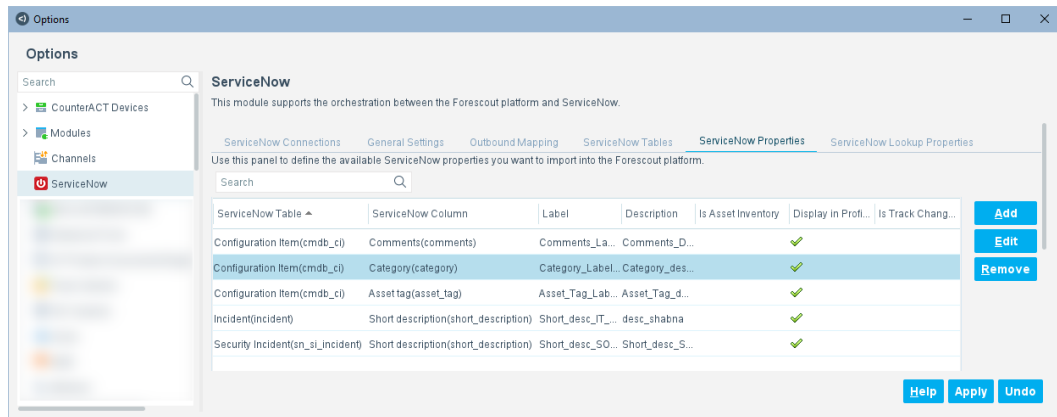 Options
Options
Search
CounterACT Devices
Modules
Channels
ServiceNow
ServiceNow
This module supports the orchestration between the Forescout platform and ServiceNow.
ServiceNow Connections General Settings Outbound Mapping ServiceNow Tables ServiceNow Properties ServiceNow Lookup Properties
Use this panel to define the available ServiceNow properties you want to import into the Forescout platform.
Search
ServiceNow Table ServiceNow Column Label Description Is Asset Inventory Display in Profi... Is Track Chang...
Configuration Item(cmdb_ci) Comments(comments) Comments_La... Comments_D...
Configuration Item(cmdb_ci) Category(category) Category_Label... Category_des...
Configuration Item(cmdb_ci) Asset tag(asset_tag) Asset_Tag_Lab... Asset_Tag_d...
Incident(incident) Short description(short_description) Short_desc_IT_... desc_shabna
Security Incident(sn_si_incident) Short description(short_description) Short_desc_SO... Short_desc_S...
Add
Edit
Remove
Help Apply Undo